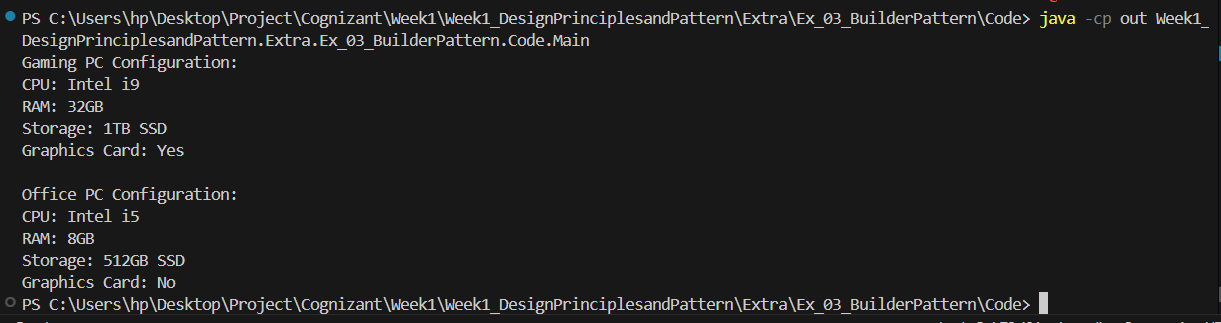 PS C:\Users\hp\Desktop\Project\Cognizant\Week1\Week1_DesignPrinciplesandPattern\Extra\Ex_03_BuilderPattern\Code> java -cp out Week1_
DesignPrinciplesandPattern.Extra.Ex_03_BuilderPattern.Code.Main
Gaming PC Configuration:
CPU: Intel i9
RAM: 32GB
Storage: 1TB SSD
Graphics Card: Yes
Office PC Configuration:
CPU: Intel i5
RAM: 8GB
Storage: 512GB SSD
Graphics Card: No
PS C:\Users\hp\Desktop\Project\Cognizant\Week1\Week1_DesignPrinciplesandPattern\Extra\Ex_03_BuilderPattern\Code>